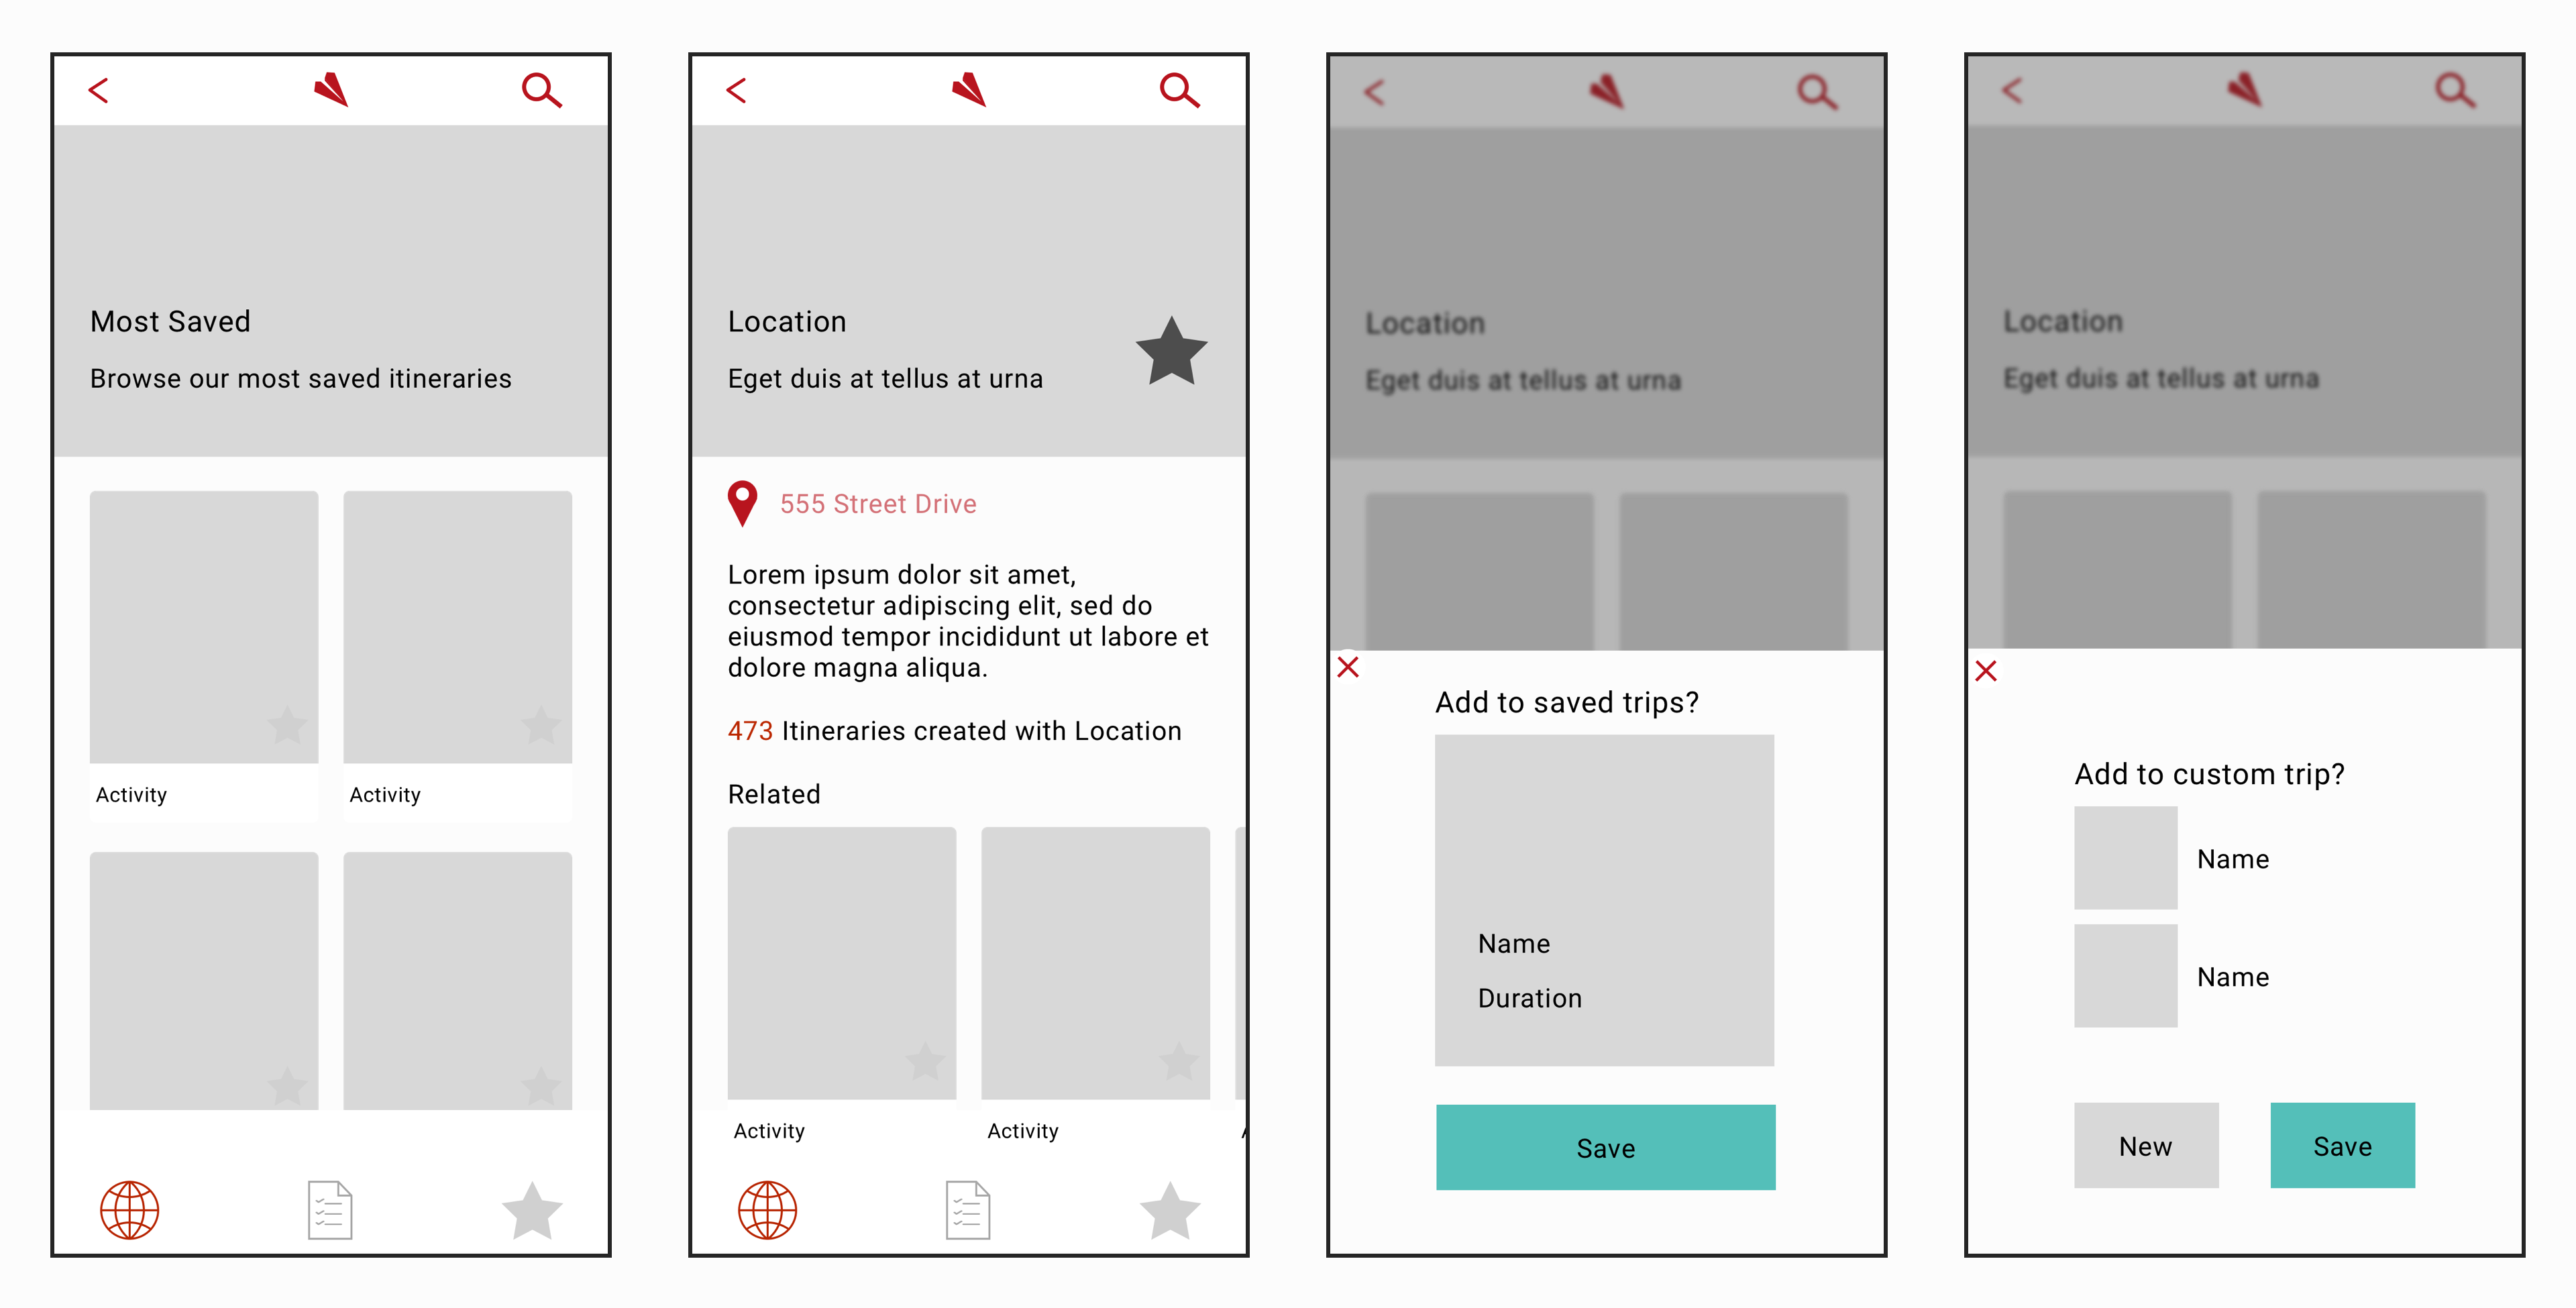 Most Saved
Browse our most saved itineraries
Activity
Activity
Location
Eget duis at tellus at urna
555 Street Drive
Lorem ipsum dolor sit amet,
consectetur adipiscing elit, sed do
eiusmod tempor incididunt ut labore et
dolore magna aliqua.
473 Itineraries created with Location
Related
Activity
Activity
Location
Eget duis at tellus at urna
Add to saved trips?
Name
Duration
Save
Location
Eget duis at tellus at urna
Add to custom trip?
Name
Name
New
Save